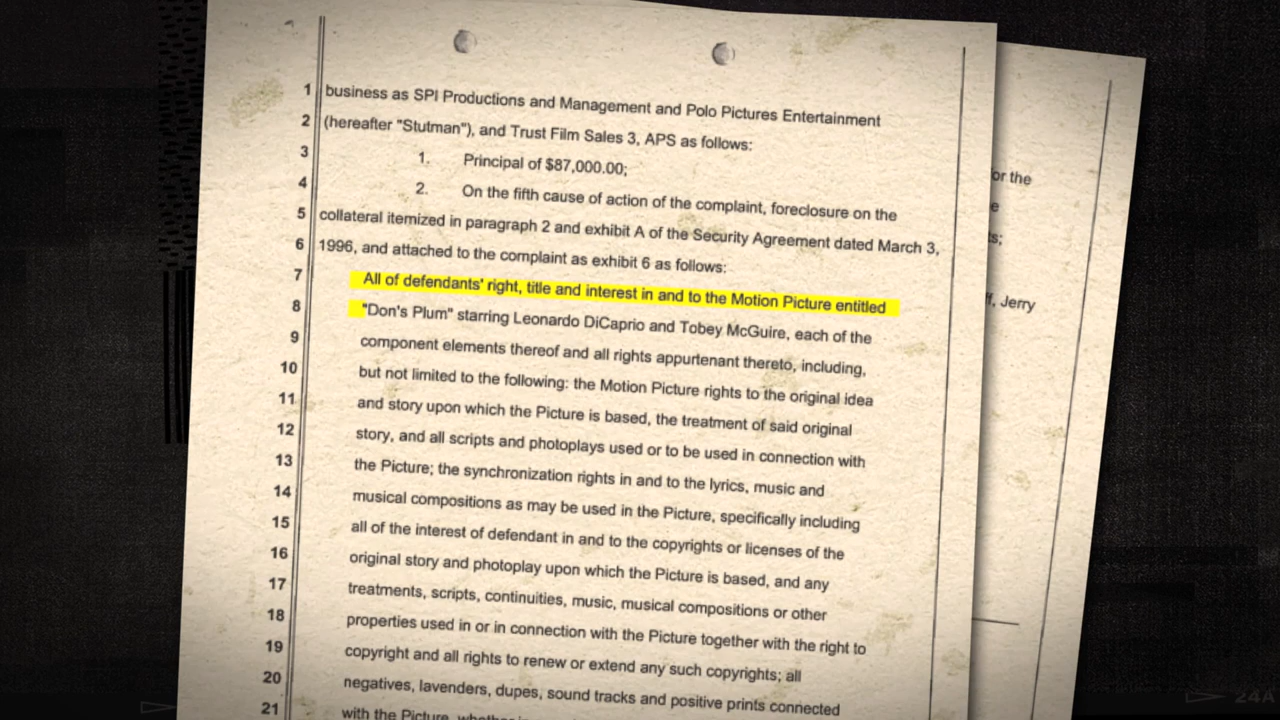 1 business as SPI Productions and Management and Polo Pictures Entertainment
2 (hereafter "Stutman"), and Trust Film Sales 3, APS as follows:
3 1. Principal of $87,000.00;
4 2. On the fifth cause of action of the complaint, foreclosure on the
5 collateral itemized in paragraph 2 and exhibit A of the Security Agreement dated March 3,
6 1996, and attached to the complaint as exhibit 6 as follows:
7 All of defendants' right, title and interest in and to the Motion Picture entitled
8 "Don's Plum" starring Leonardo DiCaprio and Tobey McGuire, each of the
9 component elements thereof and all rights appurtenant thereto, including,
10 but not limited to the following: the Motion Picture rights to the original idea
11 and story upon which the Picture is based, the treatment of said original
12 story, and all scripts and photoplays used or to be used in connection with
13 the Picture; the synchronization rights in and to the lyrics, music and
14 musical compositions as may be used in the Picture, specifically including
15 all of the interest of defendant in and to the copyrights or licenses of the
16 original story and photoplay upon which the Picture is based, and any
17 treatments, scripts, continuities, music, musical compositions or other
18 properties used in or in connection with the Picture together with the right to
19 copyright and all rights to renew or extend any such copyrights; all
20 negatives, lavenders, dupes, sound tracks and positive prints connected
21 with the Picture,
or the
e
ts;
f, Jerry
24A